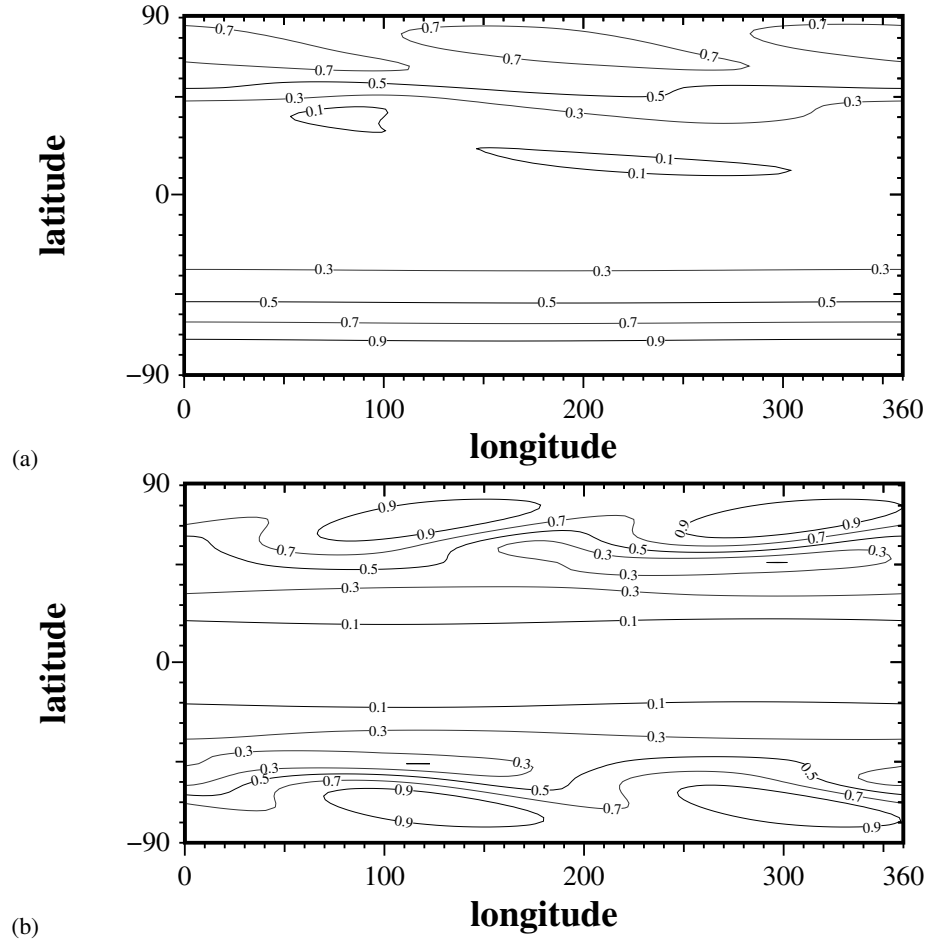 90
0.7 0.7 0.7
0.7 0.7 0.7
0.5 0.5
0.3 0.3 0.3
0.1
0.1
0.1
latitude
0
0.3 0.3 0.3
0.5 0.5 0.5
0.7 0.7
0.9 0.9
−90
0 100 200 300 360
longitude
(a)
90
0.9 0.9 0.9
0.9 0.7 0.9
0.7 0.5 0.7
0.5 0.3 0.3
0.3 0.3 0.3
0.1 0.1
latitude
0
0.1 0.1
0.3 0.3
0.3 0.3
0.3 0.5
0.5 0.7 0.5 0.7
0.9 0.7
0.9 0.9
−90
0 100 200 300 360
longitude
(b)